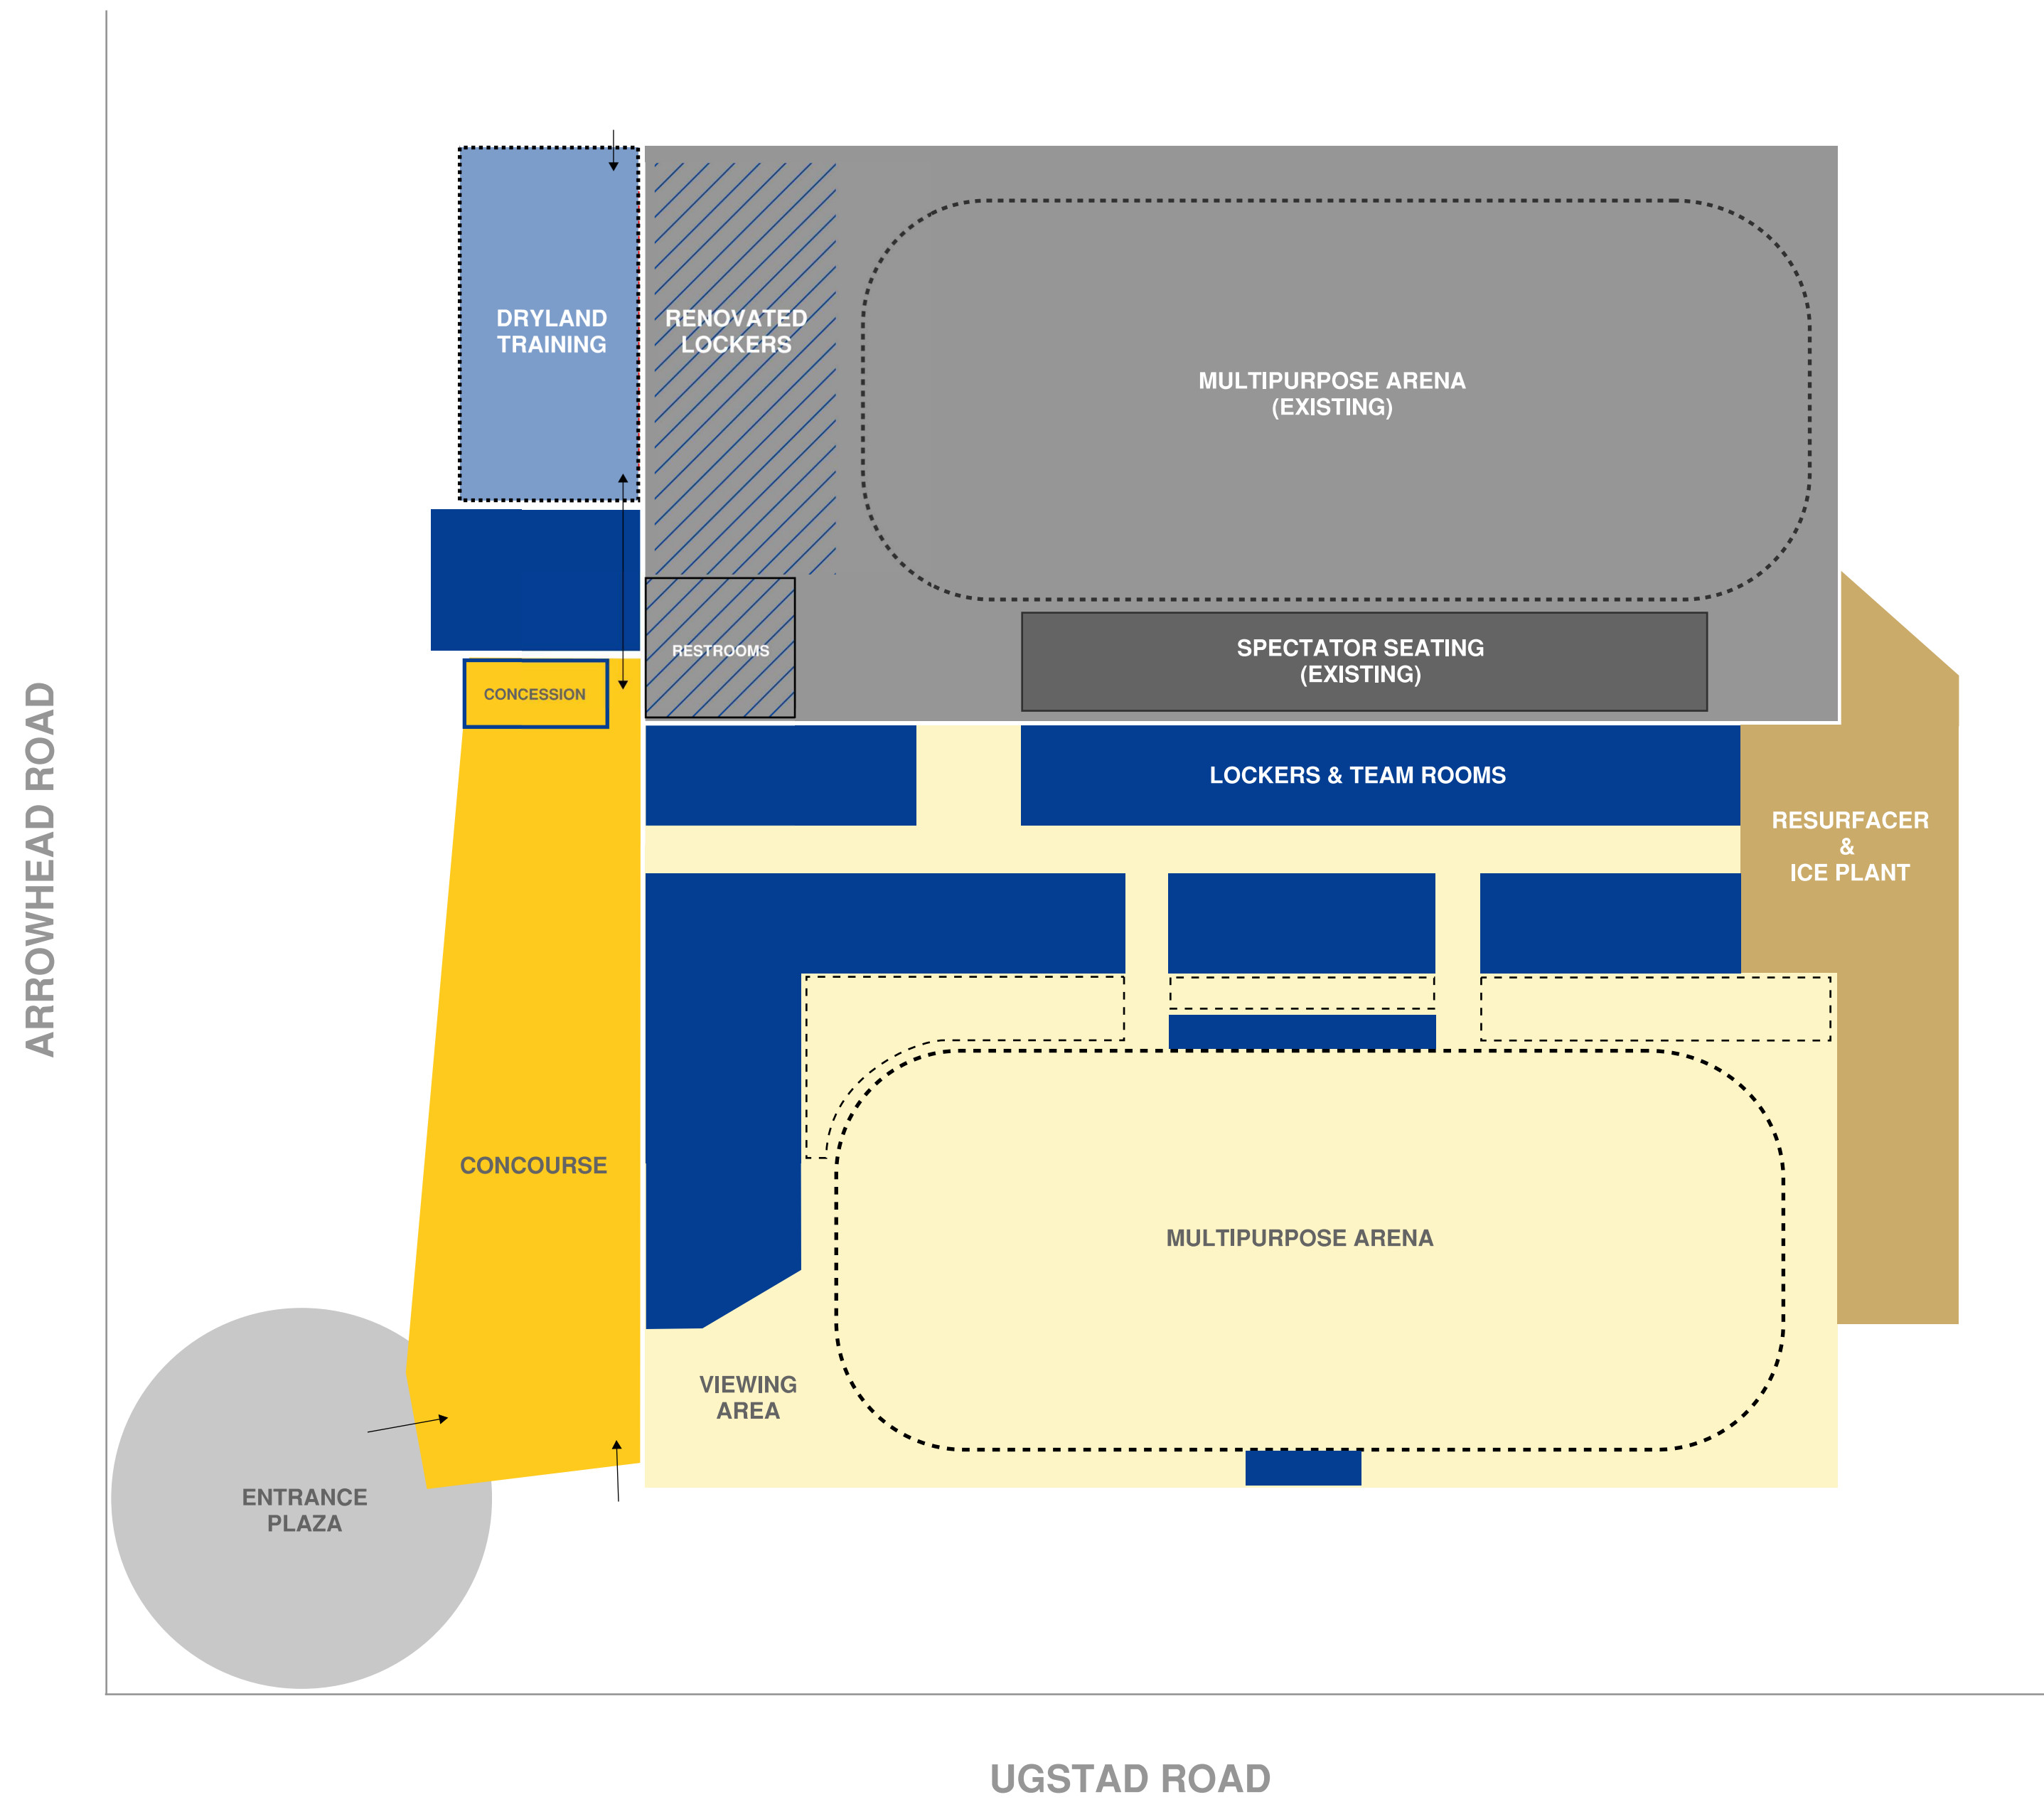 DRYLAND
TRAINING
RENOVATED
LOCKERS
MULTIPURPOSE ARENA
(EXISTING)
RESTROOMS
SPECTATOR SEATING
(EXISTING)
CONCESSION
LOCKERS & TEAM ROOMS
RESURFACER
&
ICE PLANT
ARROWHEAD ROAD
CONCOURSE
MULTIPURPOSE ARENA
VIEWING
AREA
ENTRANCE
PLAZA
UGSTAD ROAD